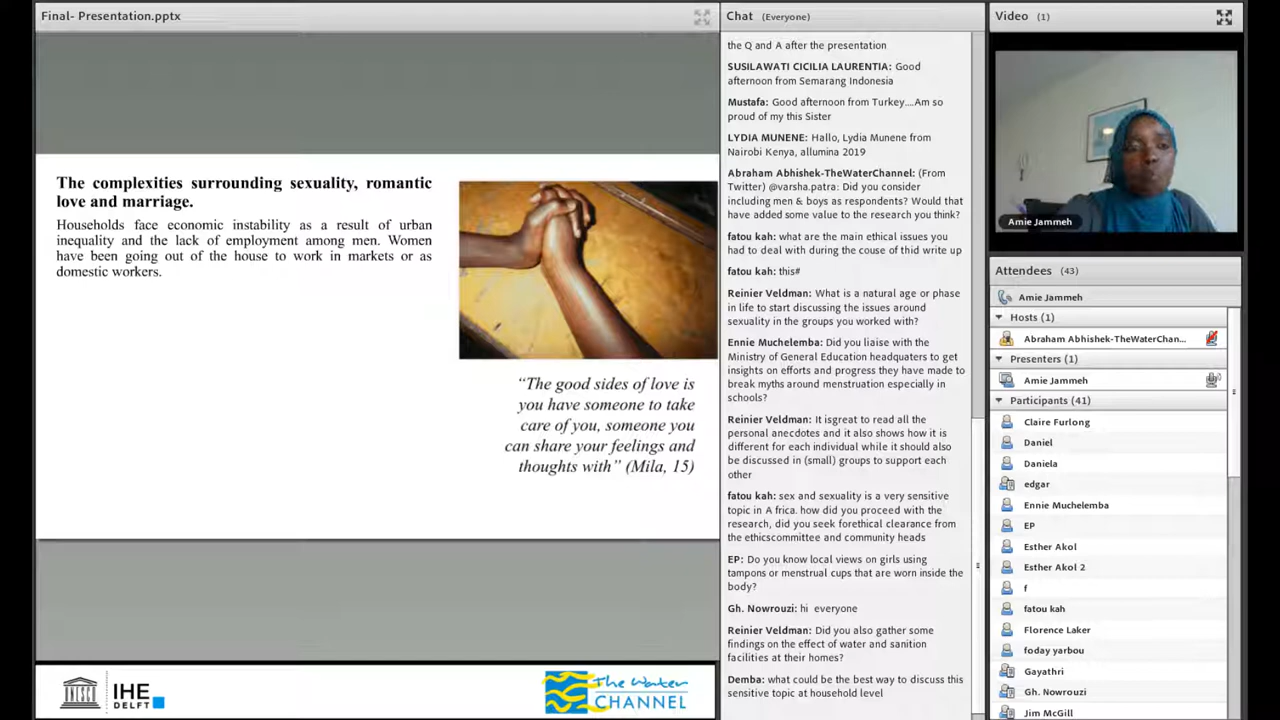 Final- Presentation.pptx
The complexities surrounding sexuality, romantic
love and marriage.
Households face economic instability as a result of urban
inequality and the lack of employment among men. Women
have been going out of the house to work in markets or as
domestic workers.
“The good sides of love is
you have someone to take
care of you, someone you
can share your feelings and
thoughts with” (Mila, 15)
unesco
IHE
DELFT
The Water
CHANNEL
Chat (Everyone)
the Q and A after the presentation
SUSILAWATI CICILIA LAURENTIA: Good
afternoon from Semarang Indonesia
Mustafa: Good afternoon from Turkey....Am so
proud of my this Sister
LYDIA MUNENE: Hallo, Lydia Munene from
Nairobi Kenya, allumina 2019
Abraham Abhishek-TheWaterChannel: (From
Twitter) @varsha.patra: Did you consider
including men & boys as respondents? Would that
have added some value to the research you think?
fatou kah: what are the main ethical issues you
had to deal with during the couse of thid write up
fatou kah: this#
Reinier Veldman: What is a natural age or phase
in life to start discussing the issues around
sexuality in the groups you worked with?
Ennie Muchelemba: Did you liaise with the
Ministry of General Education headquaters to get
insights on efforts and progress they have made to
break myths around menstruation especially in
schools?
Reinier Veldman: It isgreat to read all the
personal anecdotes and it also shows how it is
different for each individual while it should also
be discussed in (small) groups to support each
other
fatou kah: sex and sexuality is a very sensitive
topic in A frica. how did you proceed with the
research, did you seek forethical clearance from
the ethicscommittee and community heads
EP: Do you know local views on girls using
tampons or menstrual cups that are worn inside the
body?
Gh. Nowrouzi: hi everyone
Reinier Veldman: Did you also gather some
findings on the effect of water and sanition
facilities at their homes?
Demba: what could be the best way to discuss this
sensitive topic at household level
Video (1)
Amie Jammeh
Attendees (43)
Amie Jammeh
Hosts (1)
Abraham Abhishek-TheWaterChan...
Presenters (1)
Amie Jammeh
Participants (41)
Claire Furlong
Daniel
Daniela
edgar
Ennie Muchelemba
EP
Esther Akol
Esther Akol 2
f
fatou kah
Florence Laker
foday yarbou
Gayathri
Gh. Nowrouzi
Jim McGill